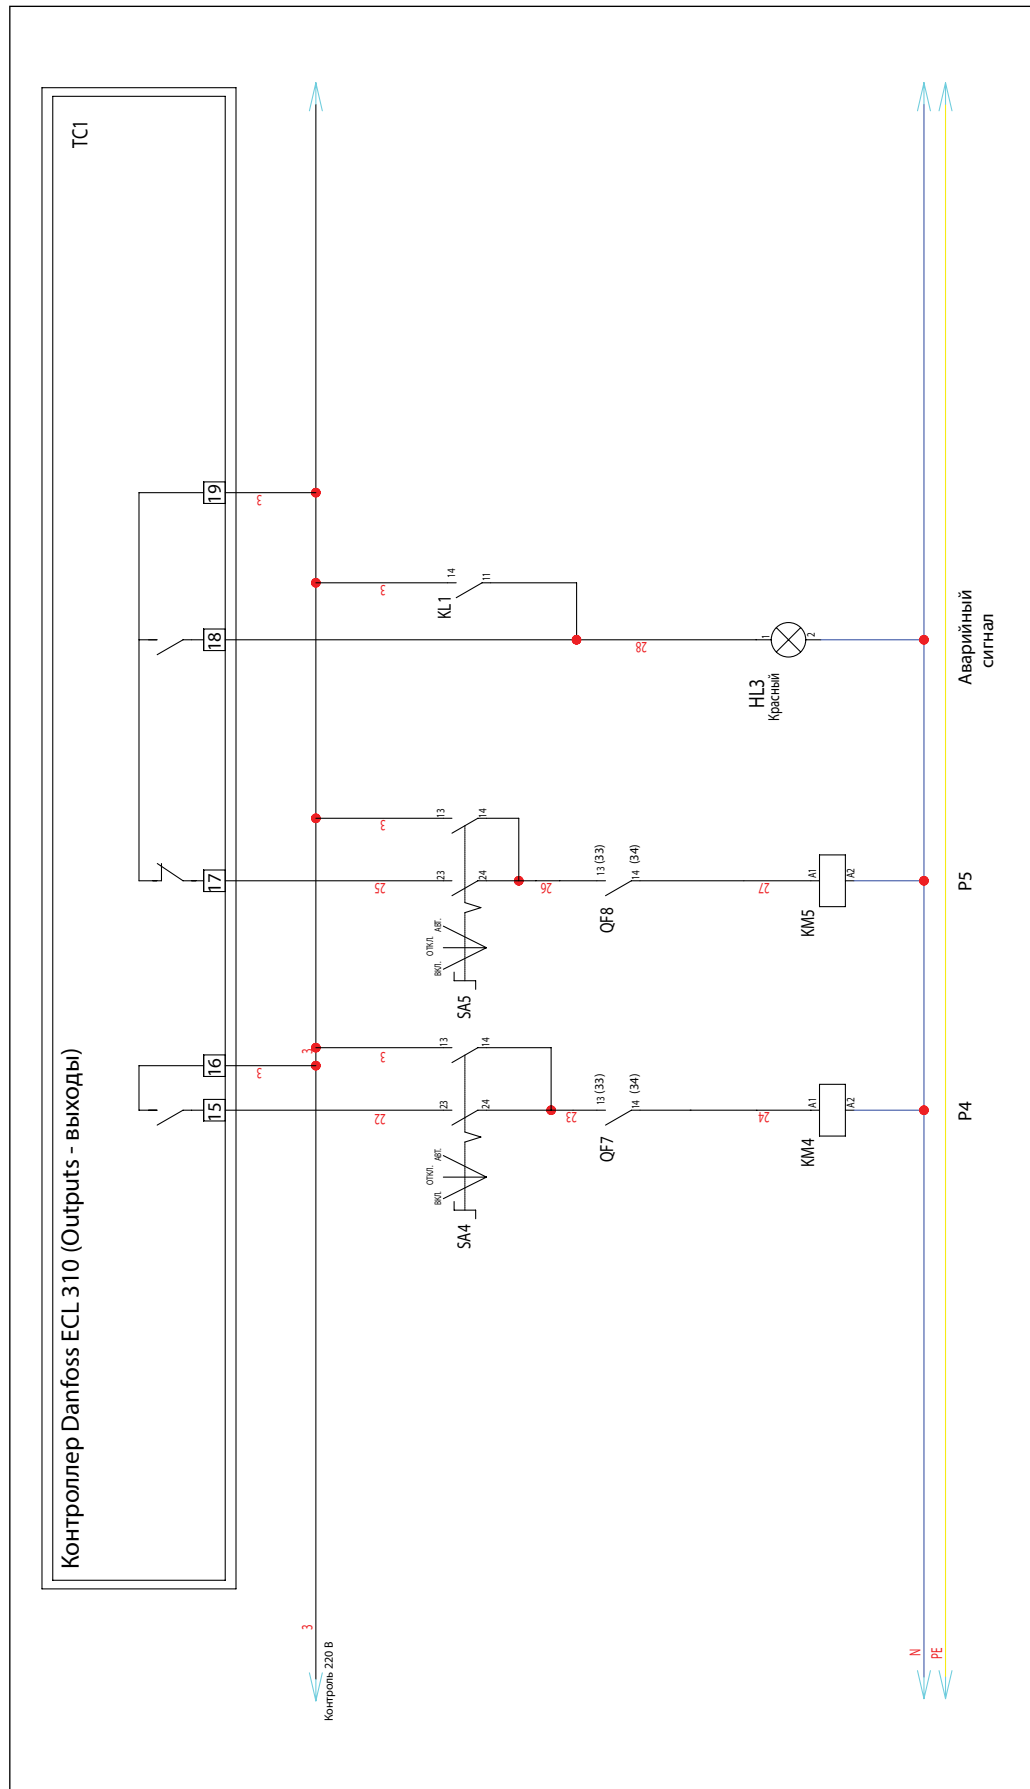 Контроллер Danfoss ECL 310 (Outputs - выходы)
TC1
15
16
17
18
19
3
3
3
Контроль 220 В
3
22
3
25
3
3
23
13
24
14
ВКЛ.
ОТКЛ.
АВТ.
SA4
23
13
24
14
ВКЛ.
ОТКЛ.
АВТ.
SA5
14
11
KL1
23
13 (33)
14 (34)
QF7
26
13 (33)
14 (34)
QF8
24
27
28
A1
A2
KM4
A1
A2
KM5
1
2
HL3
Красный
N
PE
P4
P5
Аварийный
сигнал